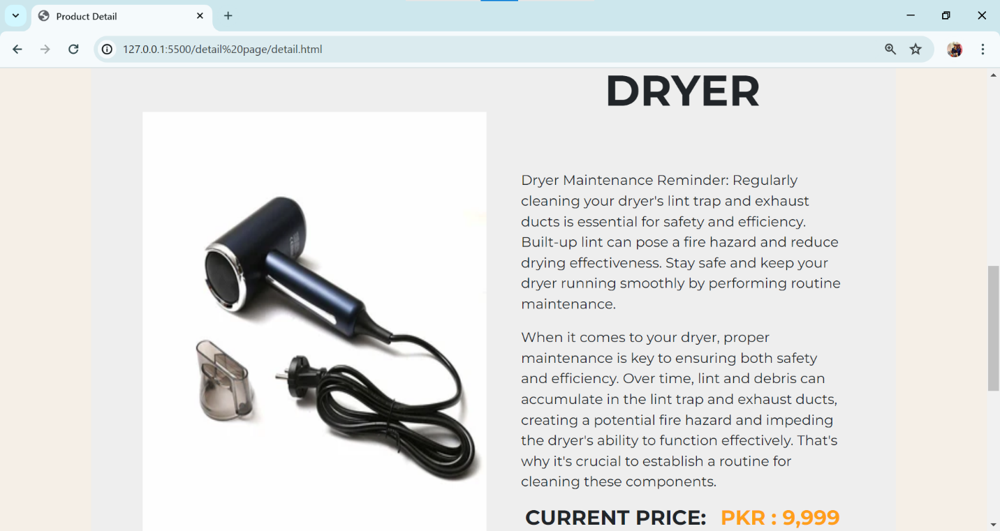 Product Detail
127.0.0.1:5500/detail%20page/detail.html
DRYER
Dryer Maintenance Reminder: Regularly
cleaning your dryer's lint trap and exhaust
ducts is essential for safety and efficiency.
Built-up lint can pose a fire hazard and reduce
drying effectiveness. Stay safe and keep your
dryer running smoothly by performing routine
maintenance.
When it comes to your dryer, proper
maintenance is key to ensuring both safety
and efficiency. Over time, lint and debris can
accumulate in the lint trap and exhaust ducts,
creating a potential fire hazard and impeding
the dryer's ability to function effectively. That's
why it's crucial to establish a routine for
cleaning these components.
CURRENT PRICE: PKR : 9,999